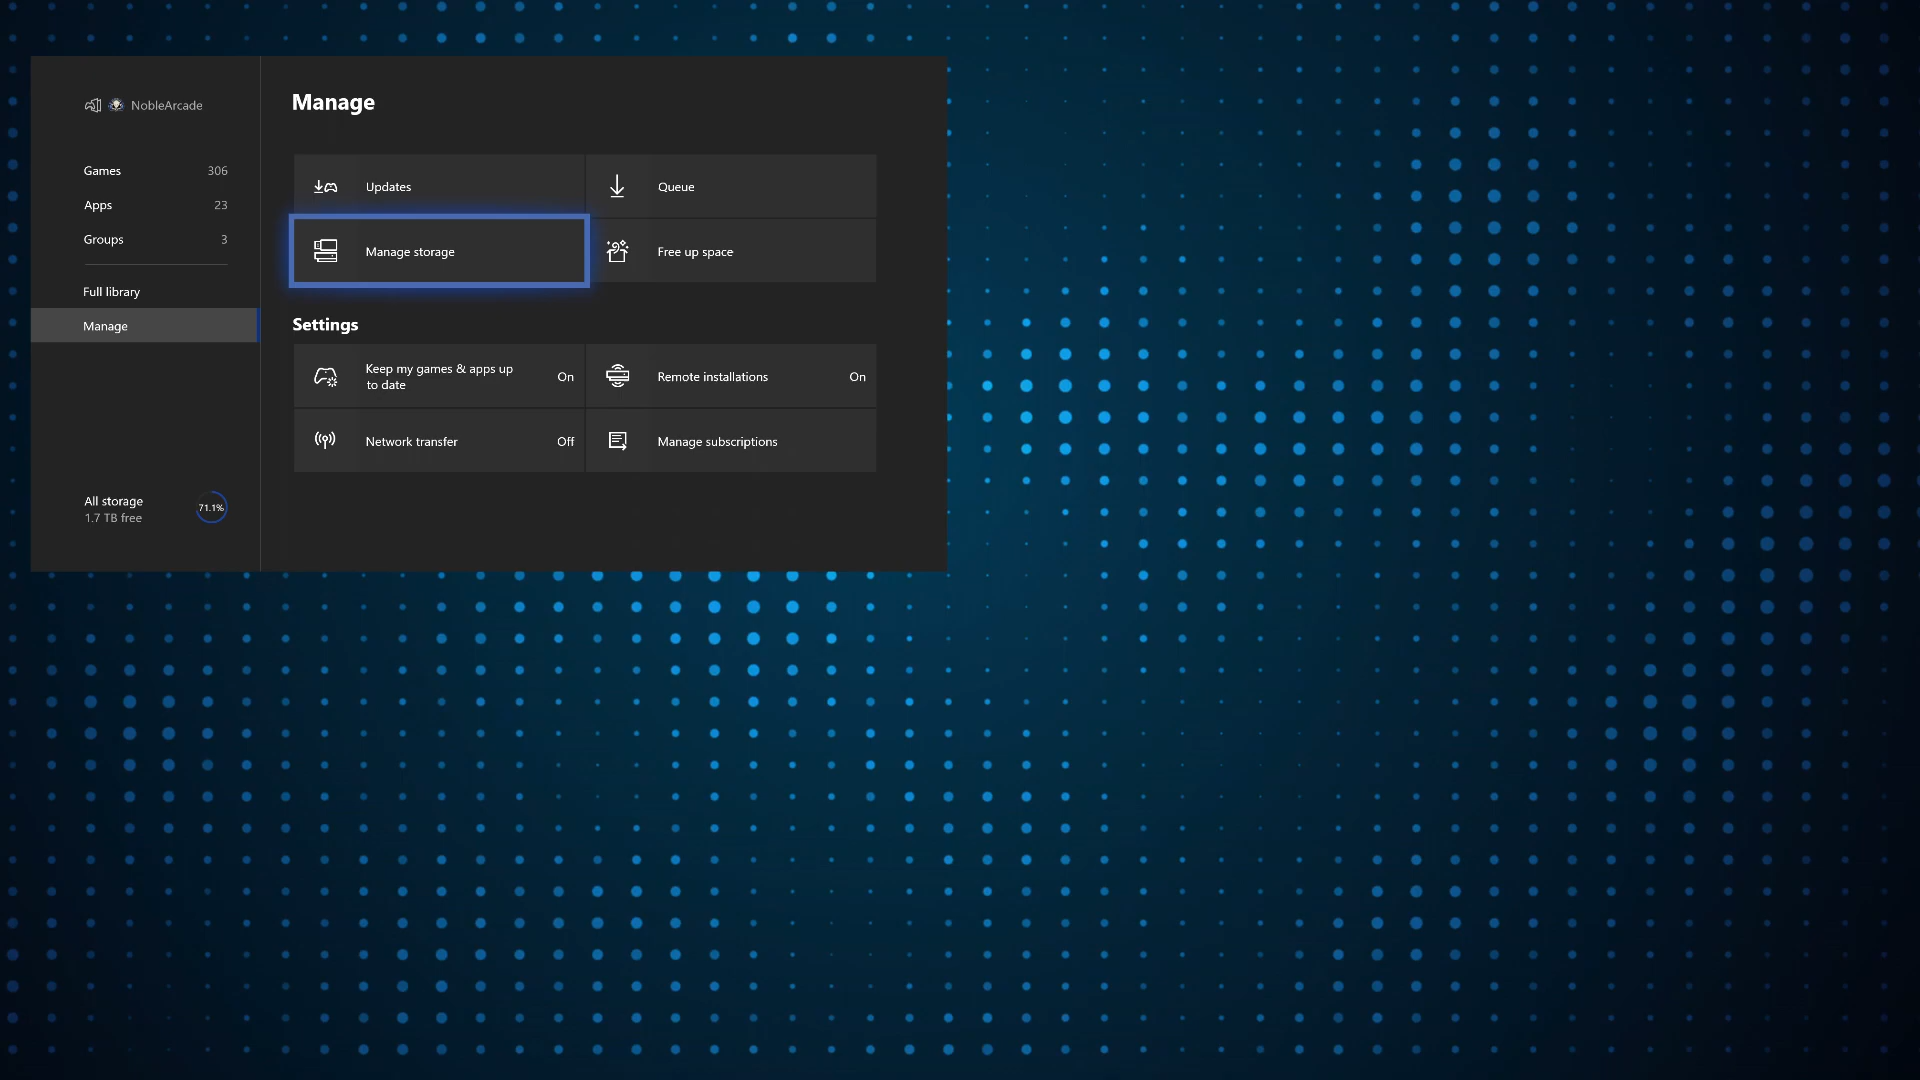 NobleArcade
Games 306
Apps 23
Groups 3
Full library
Manage
All storage
1.7 TB free
71.1%
Manage
Updates
Queue
Manage storage
Free up space
Settings
Keep my games & apps up
to date
On
Remote installations On
Network transfer Off
Manage subscriptions